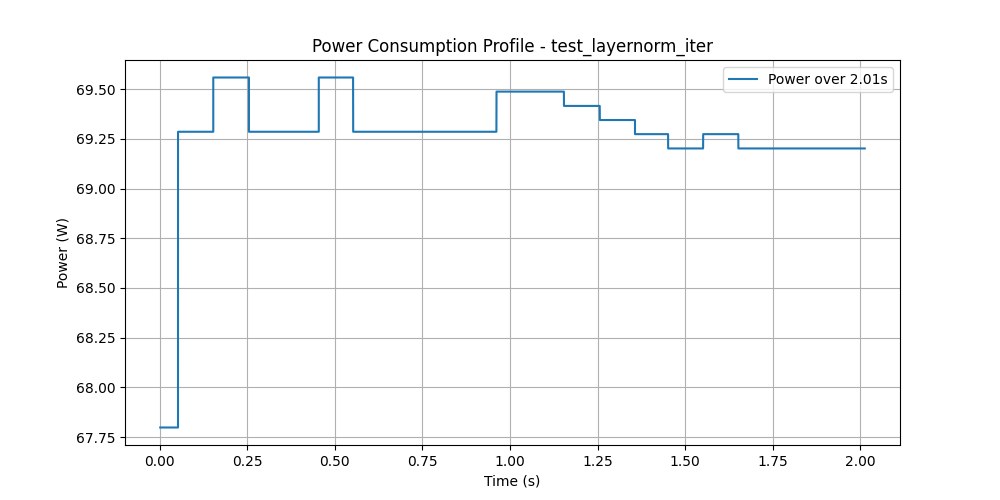 Power Consumption Profile - test_layernorm_iter
Power over 2.01s
69.50
69.25
69.00
68.75
68.50
68.25
68.00
67.75
Power (W)
0.00 0.25 0.50 0.75 1.00 1.25 1.50 1.75 2.00
Time (s)